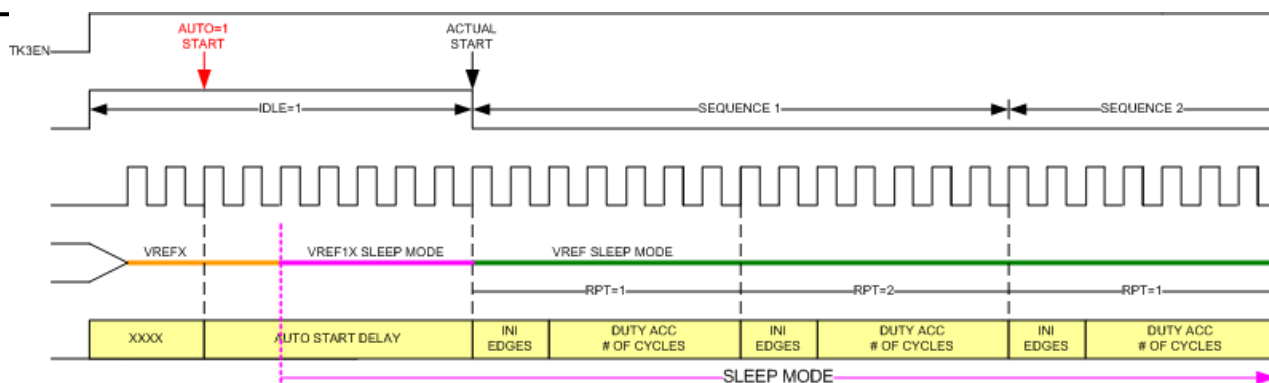 AUTO=1
START
ACTUAL
START
TK3EN
IDLE=1
SEQUENCE 1
SEQUENCE 2
VREFX
VREF1X SLEEP MODE
VREF SLEEP MODE
RPT=1
RPT=2
RPT=1
XXXX
AUTO START DELAY
INI
EDGES
DUTY ACC
# OF CYCLES
INI
EDGES
DUTY ACC
# OF CYCLES
INI
EDGES
DUTY ACC
# OF CYCLES
SLEEP MODE